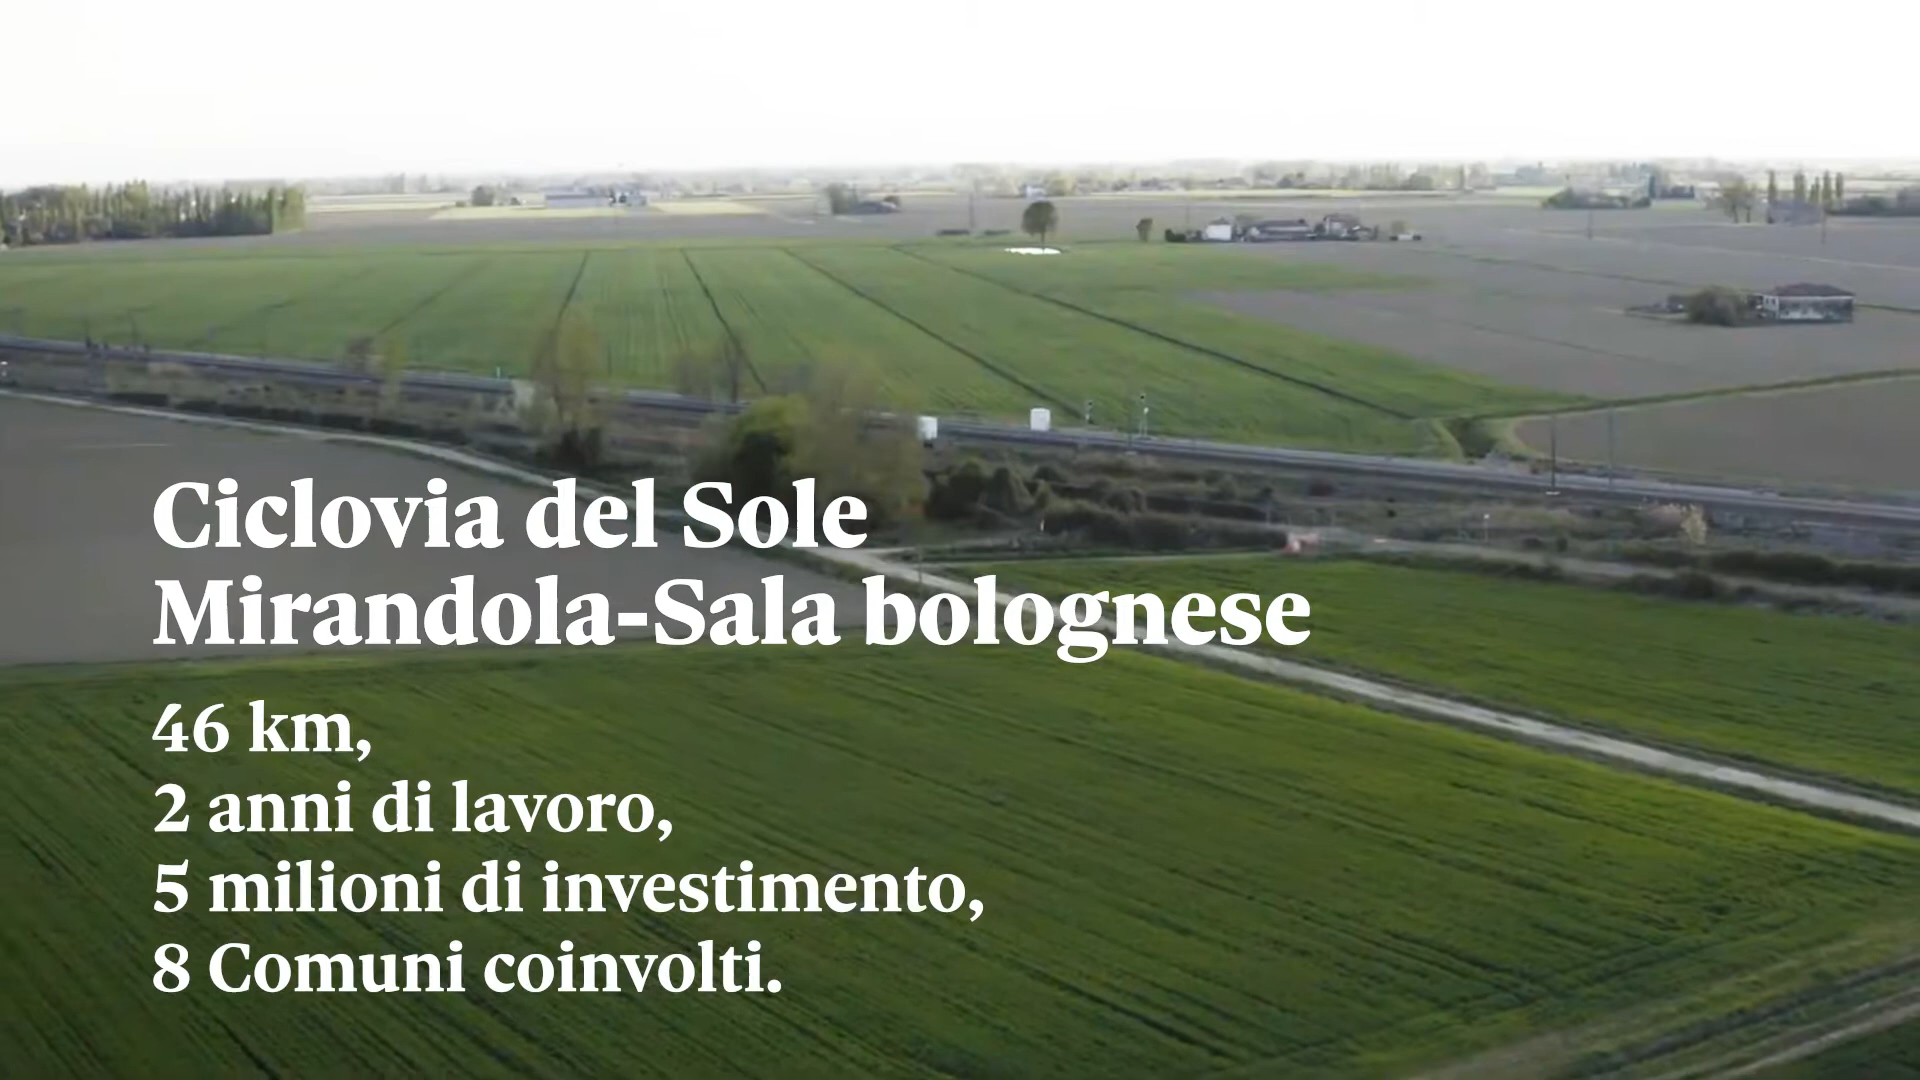 Ciclovia del Sole
Mirandola-Sala bolognese
46 km,
2 anni di lavoro,
5 milioni di investimento,
8 Comuni coinvolti.